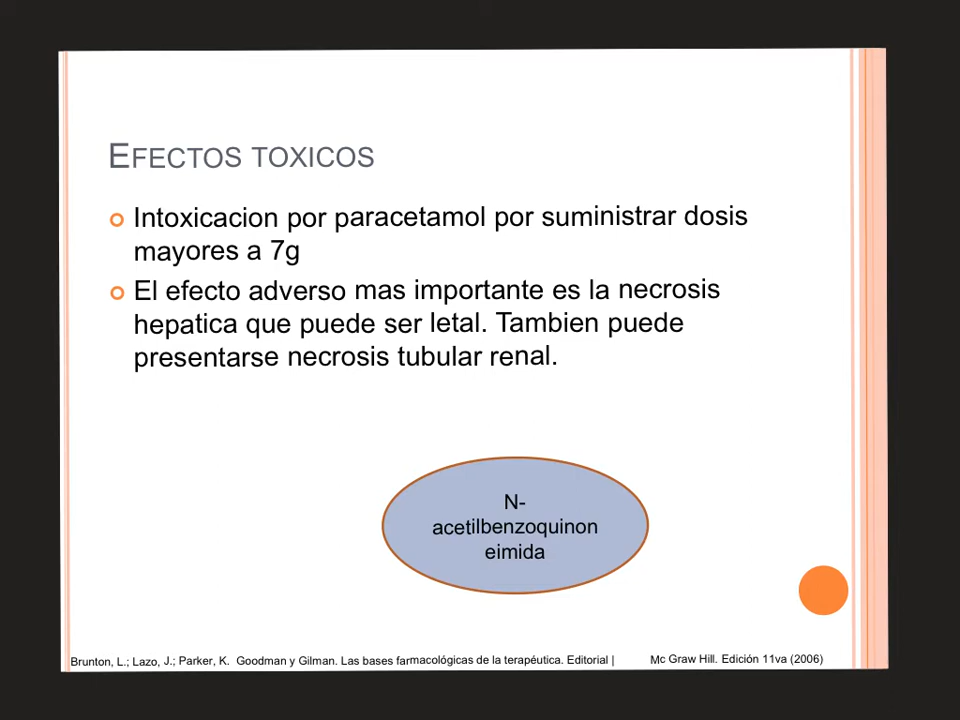 EFECTOS TOXICOS
Intoxicacion por paracetamol por suministrar dosis
mayores a 7g
El efecto adverso mas importante es la necrosis
hepatica que puede ser letal. Tambien puede
presentarse necrosis tubular renal.
N-
acetilbenzoquinon
eimida
Brunton, L.; Lazo, J.; Parker, K. Goodman y Gilman. Las bases farmacológicas de la terapéutica. Editorial | Mc Graw Hill. Edición 11va (2006)